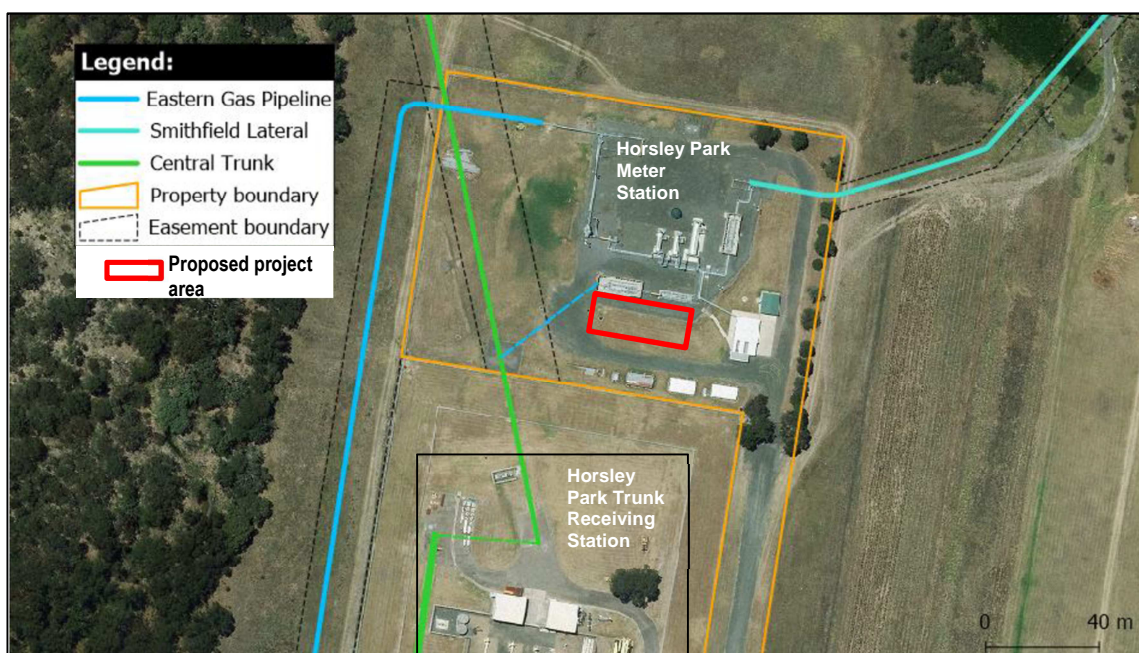 Legend:
Eastern Gas Pipeline
Smithfield Lateral
Central Trunk
Property boundary
Easement boundary
Proposed project
area
Horsley Park
Meter
Station
Horsley
Park Trunk
Receiving
Station
0 40 m